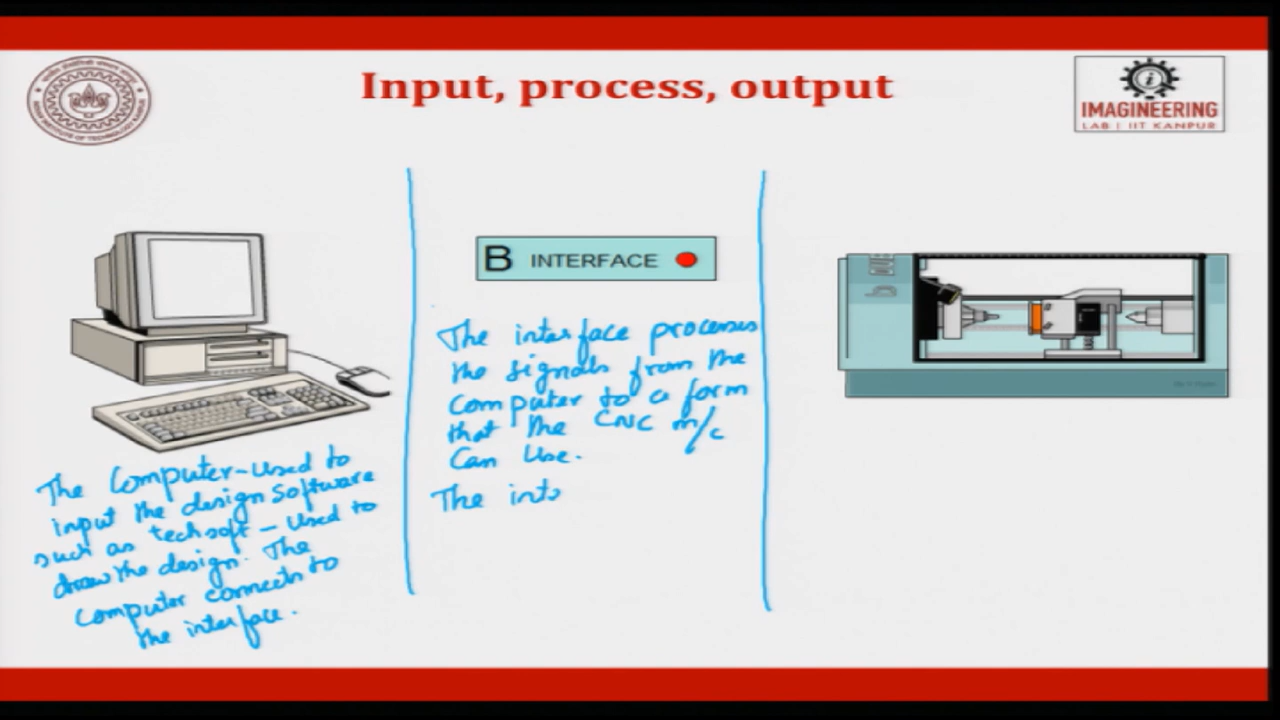 Input, process, output
IMAGINEERING
LAB | IIT KANPUR
B INTERFACE
The Computer-used to
input the design software
such as techsoft - used to
draw the design. The
computer connects to
the interface.
The interface processes
the signals from the
computer to a form
that the CNC m/c
can use.
The inte